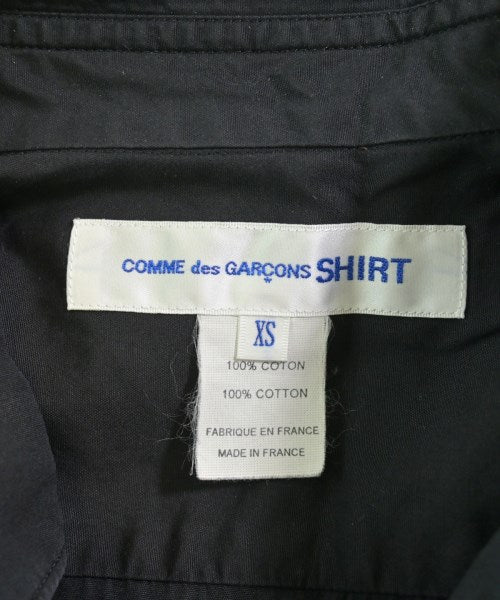 COMME des GARÇONS SHIRT
XS
100% COTON
100% COTTON
FABRIQUE EN FRANCE
MADE IN FRANCE